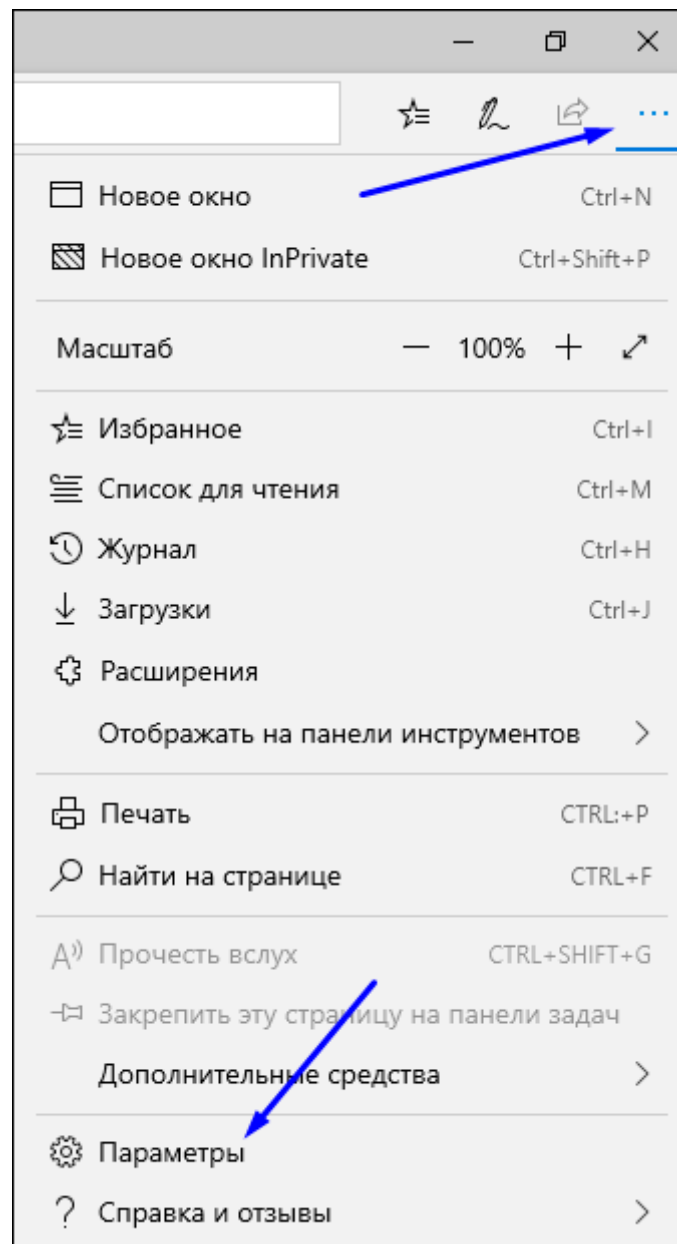 Новое окно Ctrl+N
Новое окно InPrivate Ctrl+Shift+P
Масштаб — 100% +
Избранное Ctrl+I
Список для чтения Ctrl+M
Журнал Ctrl+H
Загрузки Ctrl+J
Расширения
Отображать на панели инструментов
Печать CTRL:+P
Найти на странице CTRL+F
Прочесть вслух CTRL+SHIFT+G
Закрепить эту страницу на панели задач
Дополнительные средства
Параметры
Справка и отзывы